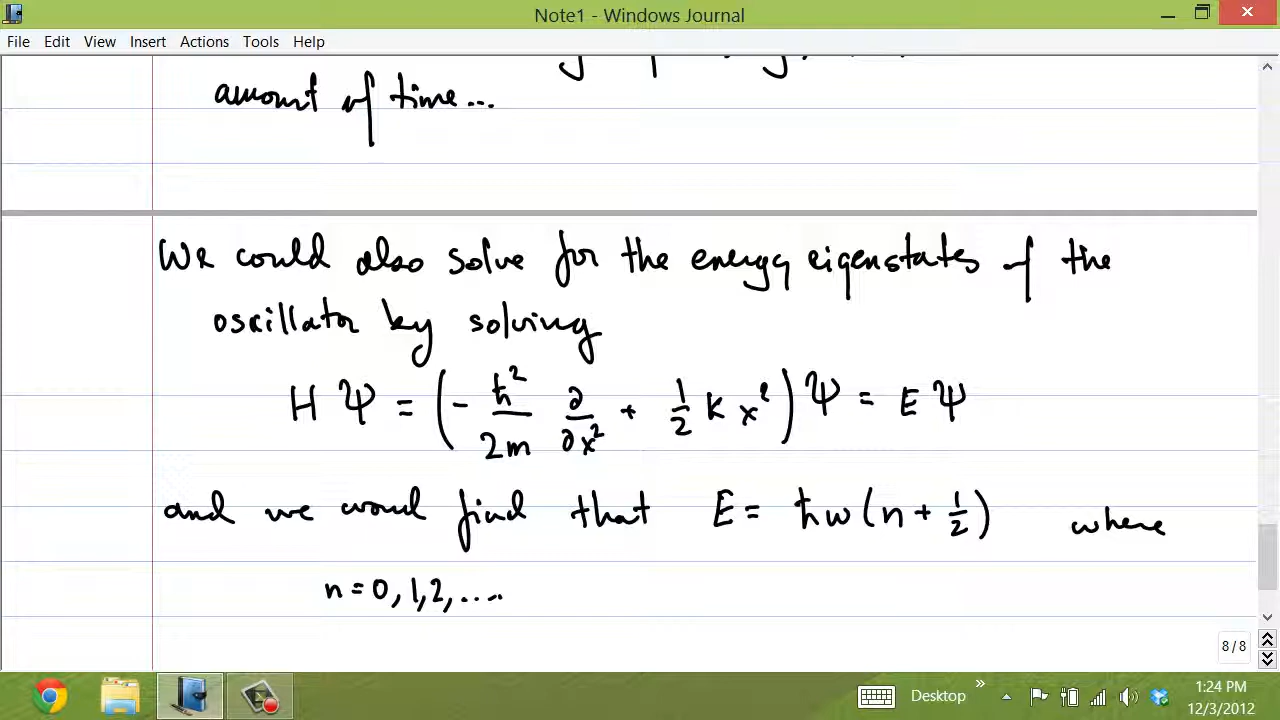 Note1 - Windows Journal
File Edit View Insert Actions Tools Help
amount of time...
We could also solve for the energy eigenstates of the
oscillator by solving
H Ψ = (- ħ²/2m ∂/∂x² + 1/2 K x²) Ψ = E Ψ
and we would find that E = ħω(n + 1/2) where
n = 0, 1, 2, ....
8 / 8
Desktop
1:24 PM
12/3/2012